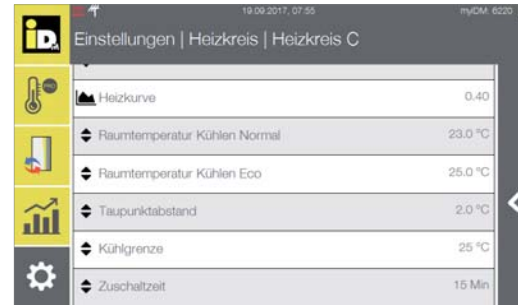 19.09.2017, 07:55
myiDM: 6220
iD
Einstellungen | Heizkreis | Heizkreis C
Heizkurve 0.40
Raumtemperatur Kühlen Normal 23.0 °C
Raumtemperatur Kühlen Eco 25.0 °C
Taupunktabstand 2.0 °C
Kühlgrenze 25 °C
Zuschaltzeit 15 Min